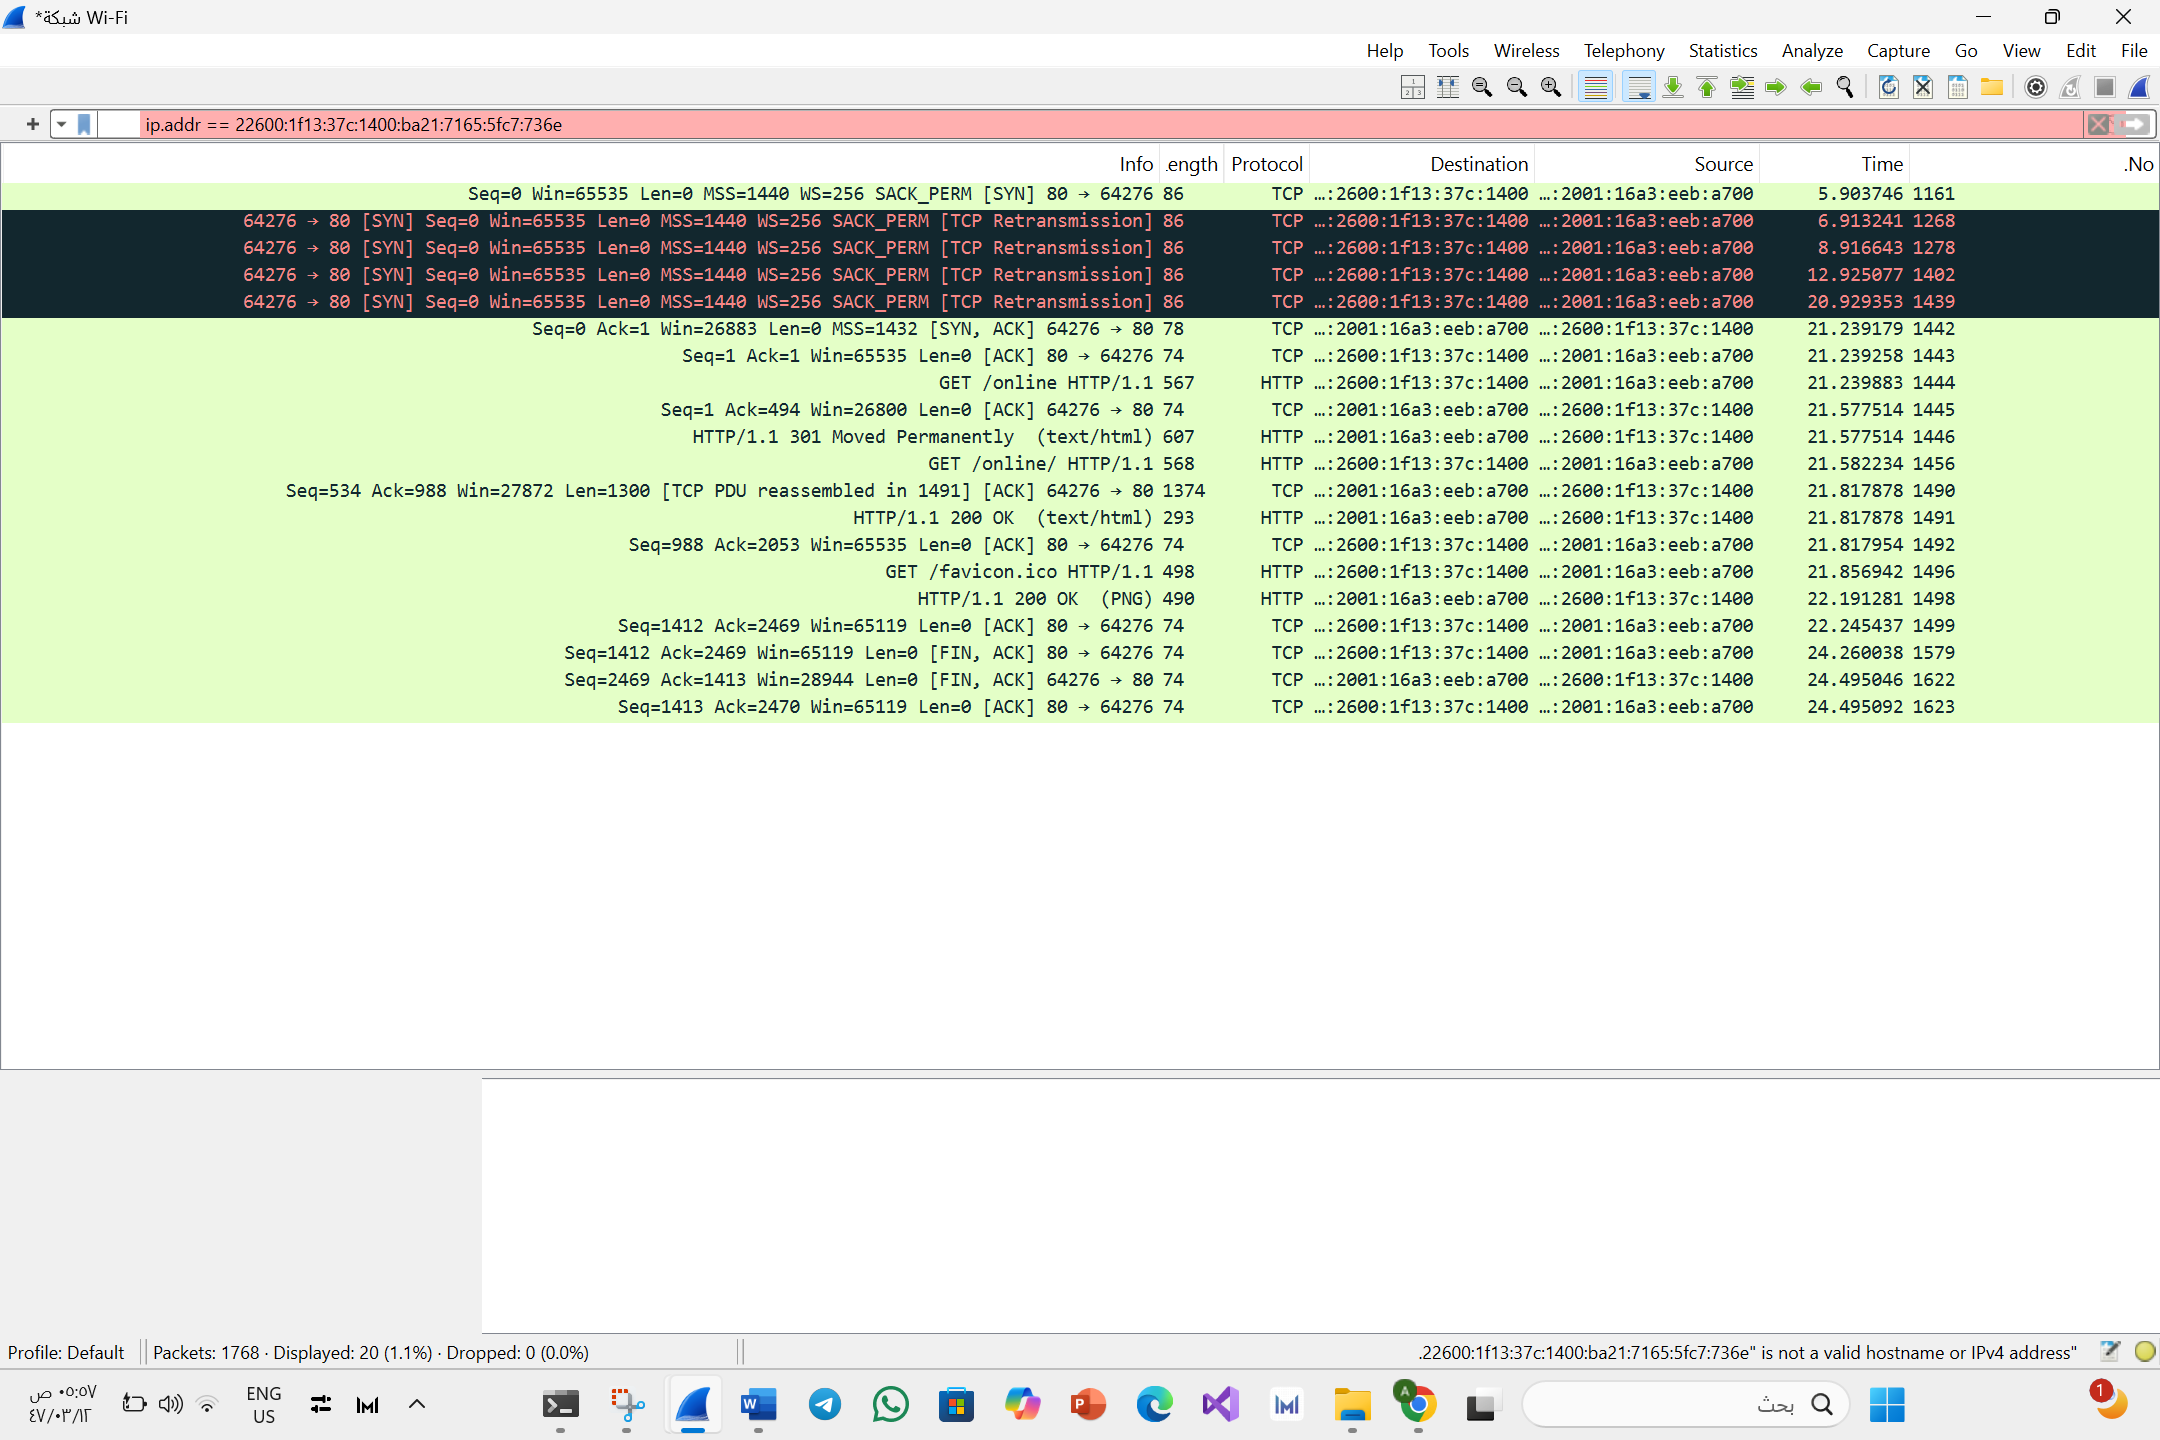 *شبكة Wi-Fi
Help Tools Wireless Telephony Statistics Analyze Capture Go View Edit File
ip.addr == 22600:1f13:37c:1400:ba21:7165:5fc7:736e
Info .ength Protocol Destination Source Time .No
Seq=0 Win=65535 Len=0 MSS=1440 WS=256 SACK_PERM [SYN] 80 → 64276 86 TCP …:2600:1f13:37c:1400 …:2001:16a3:eeb:a700 5.903746 1161
64276 → 80 [SYN] Seq=0 Win=65535 Len=0 MSS=1440 WS=256 SACK_PERM [TCP Retransmission] 86 TCP …:2600:1f13:37c:1400 …:2001:16a3:eeb:a700 6.913241 1268
64276 → 80 [SYN] Seq=0 Win=65535 Len=0 MSS=1440 WS=256 SACK_PERM [TCP Retransmission] 86 TCP …:2600:1f13:37c:1400 …:2001:16a3:eeb:a700 8.916643 1278
64276 → 80 [SYN] Seq=0 Win=65535 Len=0 MSS=1440 WS=256 SACK_PERM [TCP Retransmission] 86 TCP …:2600:1f13:37c:1400 …:2001:16a3:eeb:a700 12.925077 1402
64276 → 80 [SYN] Seq=0 Win=65535 Len=0 MSS=1440 WS=256 SACK_PERM [TCP Retransmission] 86 TCP …:2600:1f13:37c:1400 …:2001:16a3:eeb:a700 20.929353 1439
Seq=0 Ack=1 Win=26883 Len=0 MSS=1432 [SYN, ACK] 64276 → 80 78 TCP …:2001:16a3:eeb:a700 …:2600:1f13:37c:1400 21.239179 1442
Seq=1 Ack=1 Win=65535 Len=0 [ACK] 80 → 64276 74 TCP …:2600:1f13:37c:1400 …:2001:16a3:eeb:a700 21.239258 1443
GET /online HTTP/1.1 567 HTTP …:2600:1f13:37c:1400 …:2001:16a3:eeb:a700 21.239883 1444
Seq=1 Ack=494 Win=26800 Len=0 [ACK] 64276 → 80 74 TCP …:2001:16a3:eeb:a700 …:2600:1f13:37c:1400 21.577514 1445
HTTP/1.1 301 Moved Permanently (text/html) 607 HTTP …:2001:16a3:eeb:a700 …:2600:1f13:37c:1400 21.577514 1446
GET /online/ HTTP/1.1 568 HTTP …:2600:1f13:37c:1400 …:2001:16a3:eeb:a700 21.582234 1456
Seq=534 Ack=988 Win=27872 Len=1300 [TCP PDU reassembled in 1491] [ACK] 64276 → 80 1374 TCP …:2001:16a3:eeb:a700 …:2600:1f13:37c:1400 21.817878 1490
HTTP/1.1 200 OK (text/html) 293 HTTP …:2001:16a3:eeb:a700 …:2600:1f13:37c:1400 21.817878 1491
Seq=988 Ack=2053 Win=65535 Len=0 [ACK] 80 → 64276 74 TCP …:2600:1f13:37c:1400 …:2001:16a3:eeb:a700 21.817954 1492
GET /favicon.ico HTTP/1.1 498 HTTP …:2600:1f13:37c:1400 …:2001:16a3:eeb:a700 21.856942 1496
HTTP/1.1 200 OK (PNG) 490 HTTP …:2001:16a3:eeb:a700 …:2600:1f13:37c:1400 22.191281 1498
Seq=1412 Ack=2469 Win=65119 Len=0 [ACK] 80 → 64276 74 TCP …:2600:1f13:37c:1400 …:2001:16a3:eeb:a700 22.245437 1499
Seq=1412 Ack=2469 Win=65119 Len=0 [FIN, ACK] 80 → 64276 74 TCP …:2600:1f13:37c:1400 …:2001:16a3:eeb:a700 24.260038 1579
Seq=2469 Ack=1413 Win=28944 Len=0 [FIN, ACK] 64276 → 80 74 TCP …:2001:16a3:eeb:a700 …:2600:1f13:37c:1400 24.495046 1622
Seq=1413 Ack=2470 Win=65119 Len=0 [ACK] 80 → 64276 74 TCP …:2600:1f13:37c:1400 …:2001:16a3:eeb:a700 24.495092 1623
Profile: Default Packets: 1768 · Displayed: 20 (1.1%) · Dropped: 0 (0.0%) .22600:1f13:37c:1400:ba21:7165:5fc7:736e" is not a valid hostname or IPv4 address"
٠٥:٥٧ ص
٤٧/٠٣/١٢
ENG
US
بحث
1